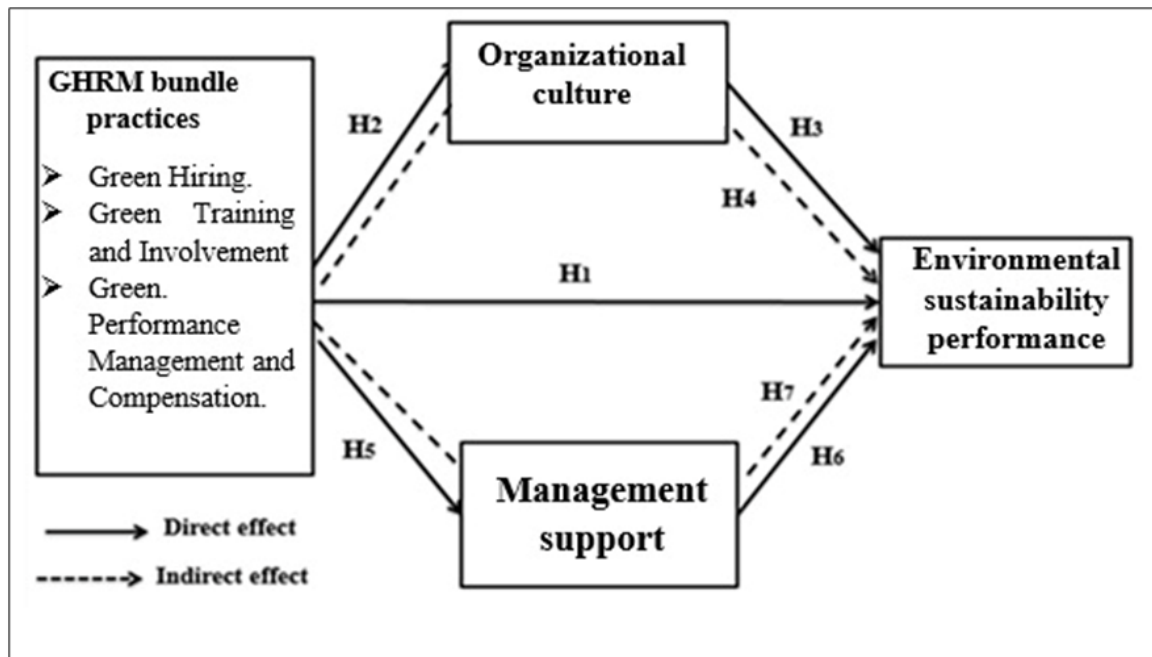 GHRM bundle
practices
➢ Green Hiring.
➢ Green Training
and Involvement
➢ Green.
Performance
Management and
Compensation.
Organizational
culture
H2
H3
H4
H1
Environmental
sustainability
performance
H7
H5
H6
Management
support
Direct effect
Indirect effect